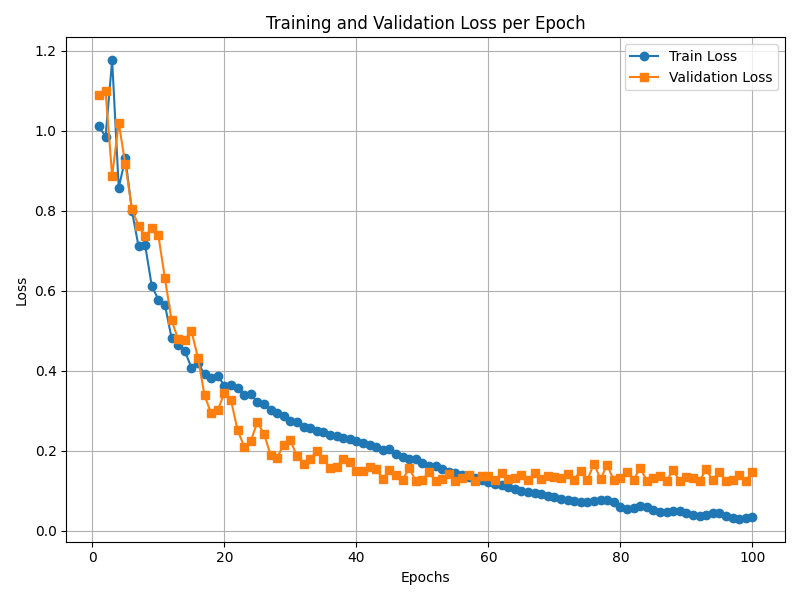 Training and Validation Loss per Epoch
Train Loss
Validation Loss
1.2
1.0
0.8
0.6
0.4
0.2
0.0
Loss
0
20
40
60
80
100
Epochs